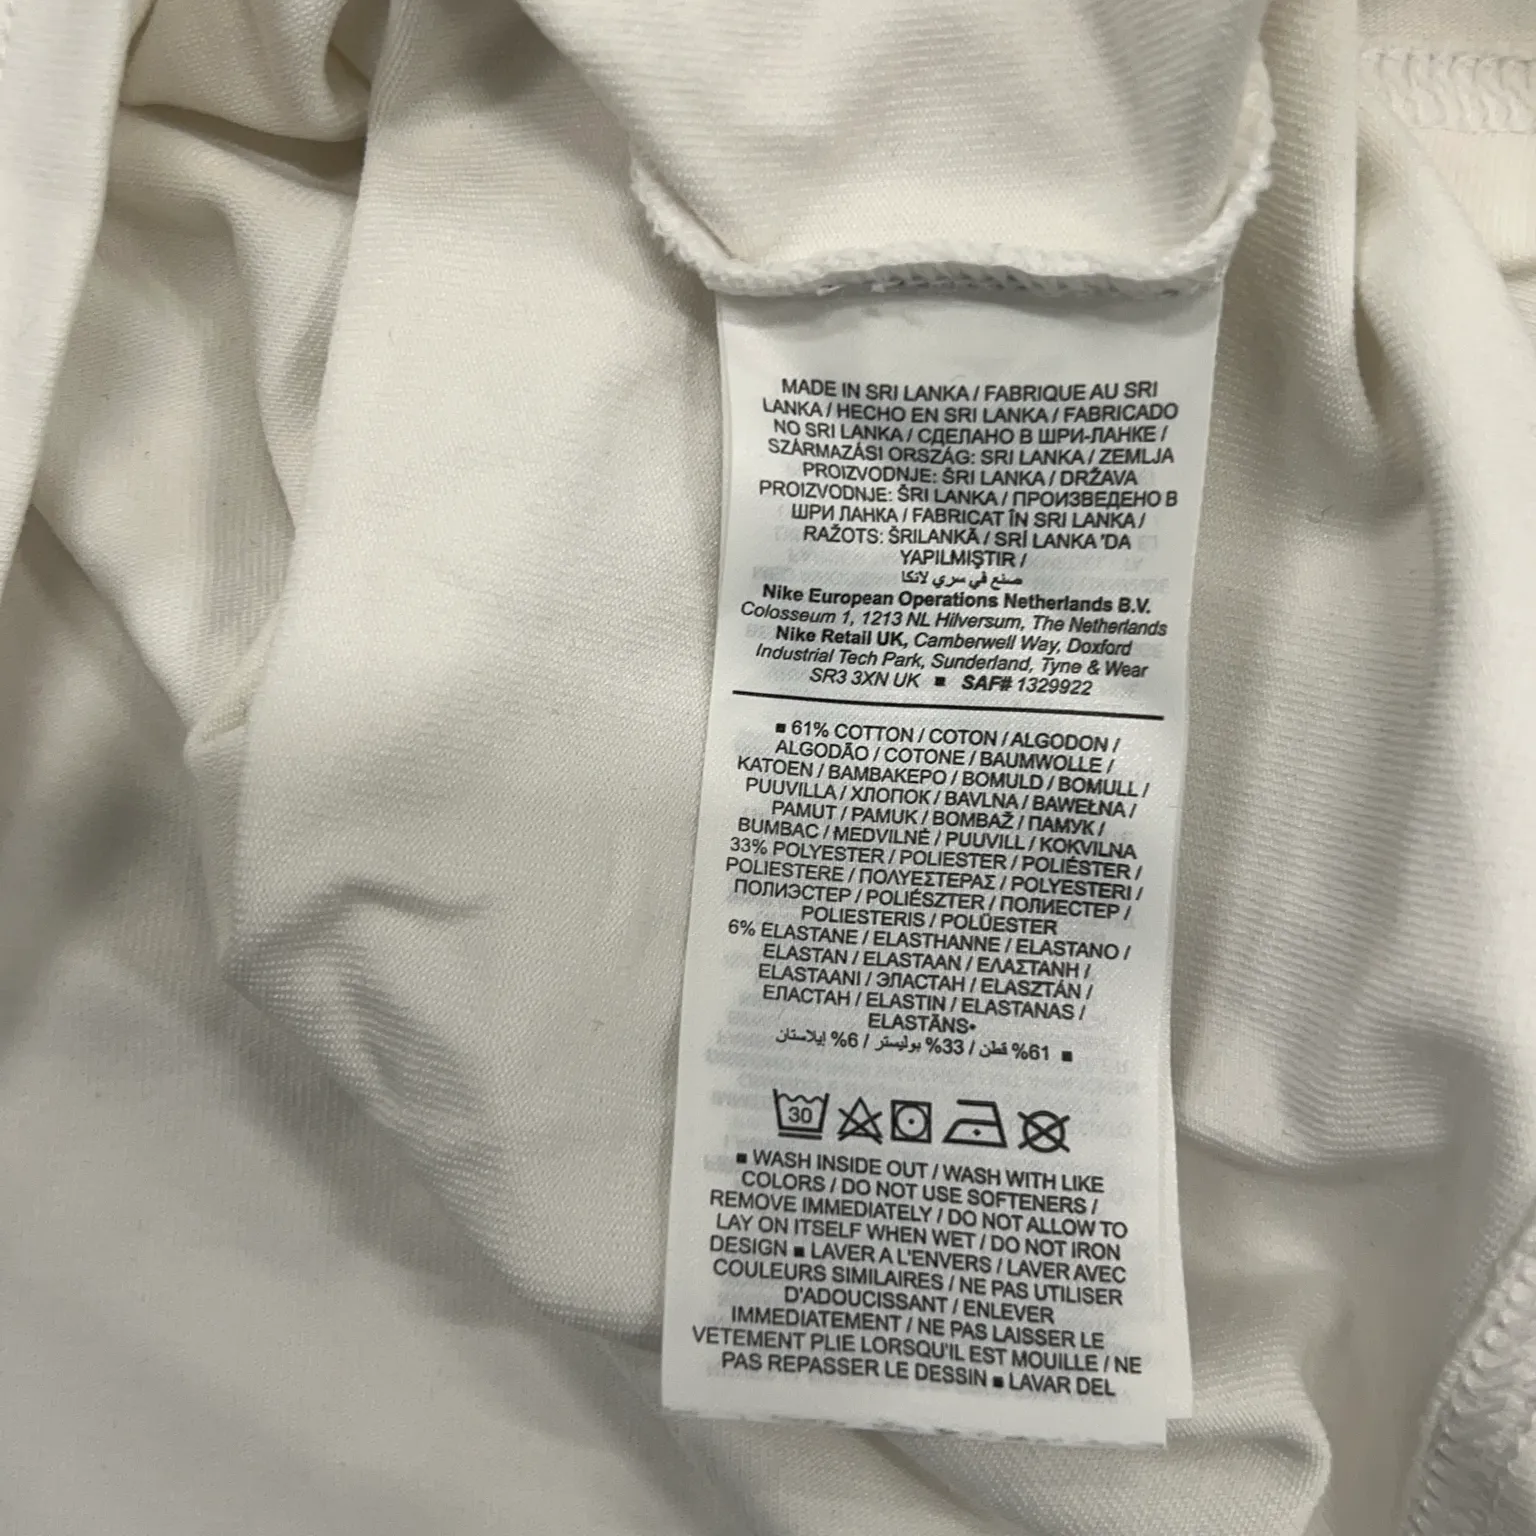 MADE IN SRI LANKA / FABRIQUE AU SRI
LANKA / HECHO EN SRI LANKA / FABRICADO
NO SRI LANKA / СДЕЛАНО В ШРИ-ЛАНКЕ /
SZÁRMAZÁSI ORSZÁG: SRI LANKA / ZEMLJA
PROIZVODNJE: ŠRI LANKA / DRŽAVA
PROIZVODNJE: ŠRI LANKA / ПРОИЗВЕДЕНО В
ШРИ ЛАНКА / FABRICAT ÎN SRI LANKA /
RAŽOTS: ŠRILANKĀ / SRİ LANKA 'DA
YAPILMIŞTIR /
صنع في سري لانكا
Nike European Operations Netherlands B.V.
Colosseum 1, 1213 NL Hilversum, The Netherlands
Nike Retail UK, Camberwell Way, Doxford
Industrial Tech Park, Sunderland, Tyne & Wear
SR3 3XN UK ■ SAF# 1329922
■ 61% COTTON / COTON / ALGODON /
ALGODÃO / COTONE / BAUMWOLLE /
KATOEN / ΒΑΜΒΑΚΕΡΟ / BOMULD / BOMULL /
PUUVILLA / ХЛОПОК / BAVLNA / BAWEŁNA /
PAMUT / PAMUK / BOMBAŽ / ПАМУК /
BUMBAC / MEDVILNĖ / PUUVILL / KOKVILNA
33% POLYESTER / POLIESTER / POLIÉSTER /
POLIESTERE / ΠΟΛΥΕΣΤΕΡΑΣ / POLYESTERI /
ПОЛИЭСТЕР / POLIÉSZTER / ПОЛИЕСТЕР /
POLIESTERIS / POLÜESTER
6% ELASTANE / ELASTHANNE / ELASTANO /
ELASTAN / ELASTAAN / ΕΛΑΣΤΑΝΗ /
ELASTAANI / ЭЛАСТАН / ELASZTÁN /
ЕЛАСТАН / ELASTIN / ELASTANAS /
ELASTĀNS•
■ 61% قطن / 33% بوليستر / 6% إيلاستان
30
■ WASH INSIDE OUT / WASH WITH LIKE
COLORS / DO NOT USE SOFTENERS /
REMOVE IMMEDIATELY / DO NOT ALLOW TO
LAY ON ITSELF WHEN WET / DO NOT IRON
DESIGN ■ LAVER A L'ENVERS / LAVER AVEC
COULEURS SIMILAIRES / NE PAS UTILISER
D'ADOUCISSANT / ENLEVER
IMMEDIATEMENT / NE PAS LAISSER LE
VETEMENT PLIE LORSQU'IL EST MOUILLE / NE
PAS REPASSER LE DESSIN ■ LAVAR DEL